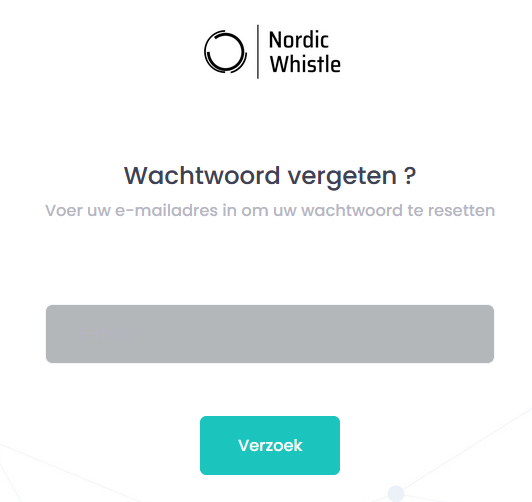 Nordic
Whistle
Wachtwoord vergeten ?
Voer uw e-mailadres in om uw wachtwoord te resetten
Verzoek